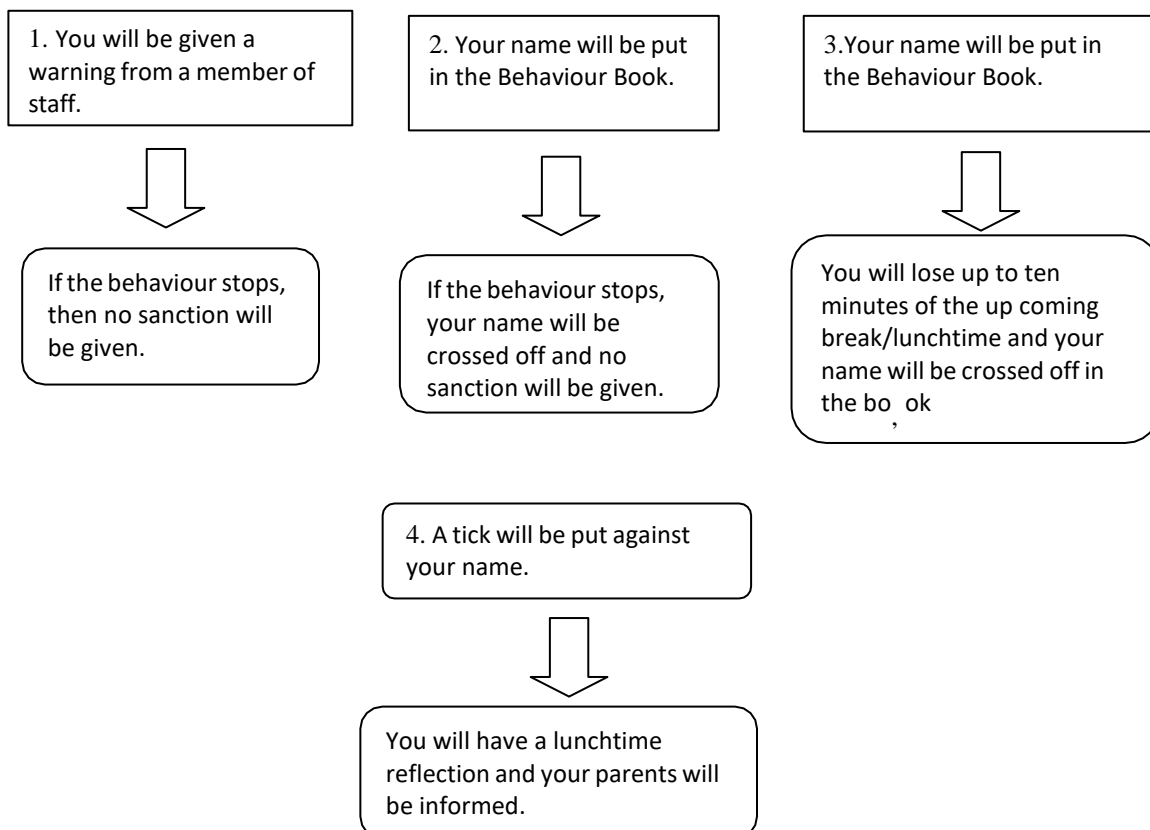 1. You will be given a
warning from a member of
staff.
If the behaviour stops,
then no sanction will
be given.
2. Your name will be put
in the Behaviour Book.
If the behaviour stops,
your name will be
crossed off and no
sanction will be given.
3.Your name will be put in
the Behaviour Book.
You will lose up to ten
minutes of the up coming
break/lunchtime and your
name will be crossed off in
the bo, ok
4. A tick will be put against
your name.
You will have a lunchtime
reflection and your parents will
be informed.